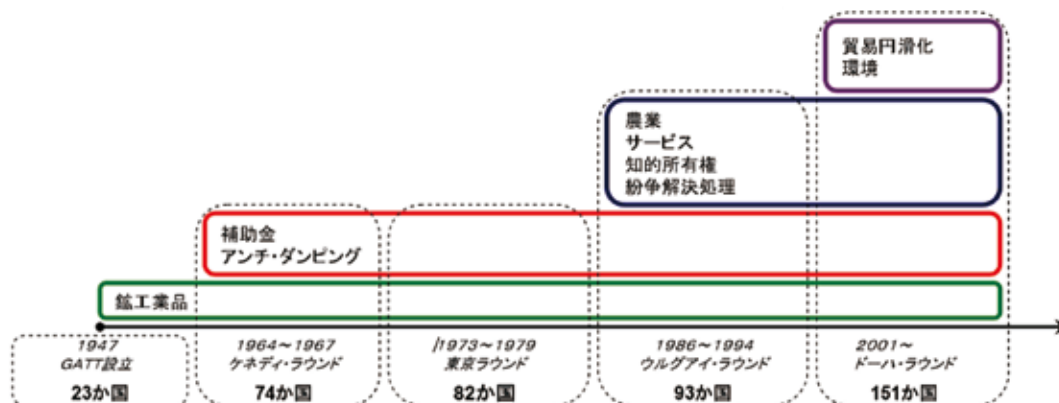 貿易円滑化
環境
農業
サービス
知的所有権
紛争解決処理
補助金
アンチ・ダンピング
鉱工業品
1947
GATT設立
23か国
1964～1967
ケネディ・ラウンド
74か国
/1973～1979
東京ラウンド
82か国
1986～1994
ウルグアイ・ラウンド
93か国
2001～
ドーハ・ラウンド
151か国